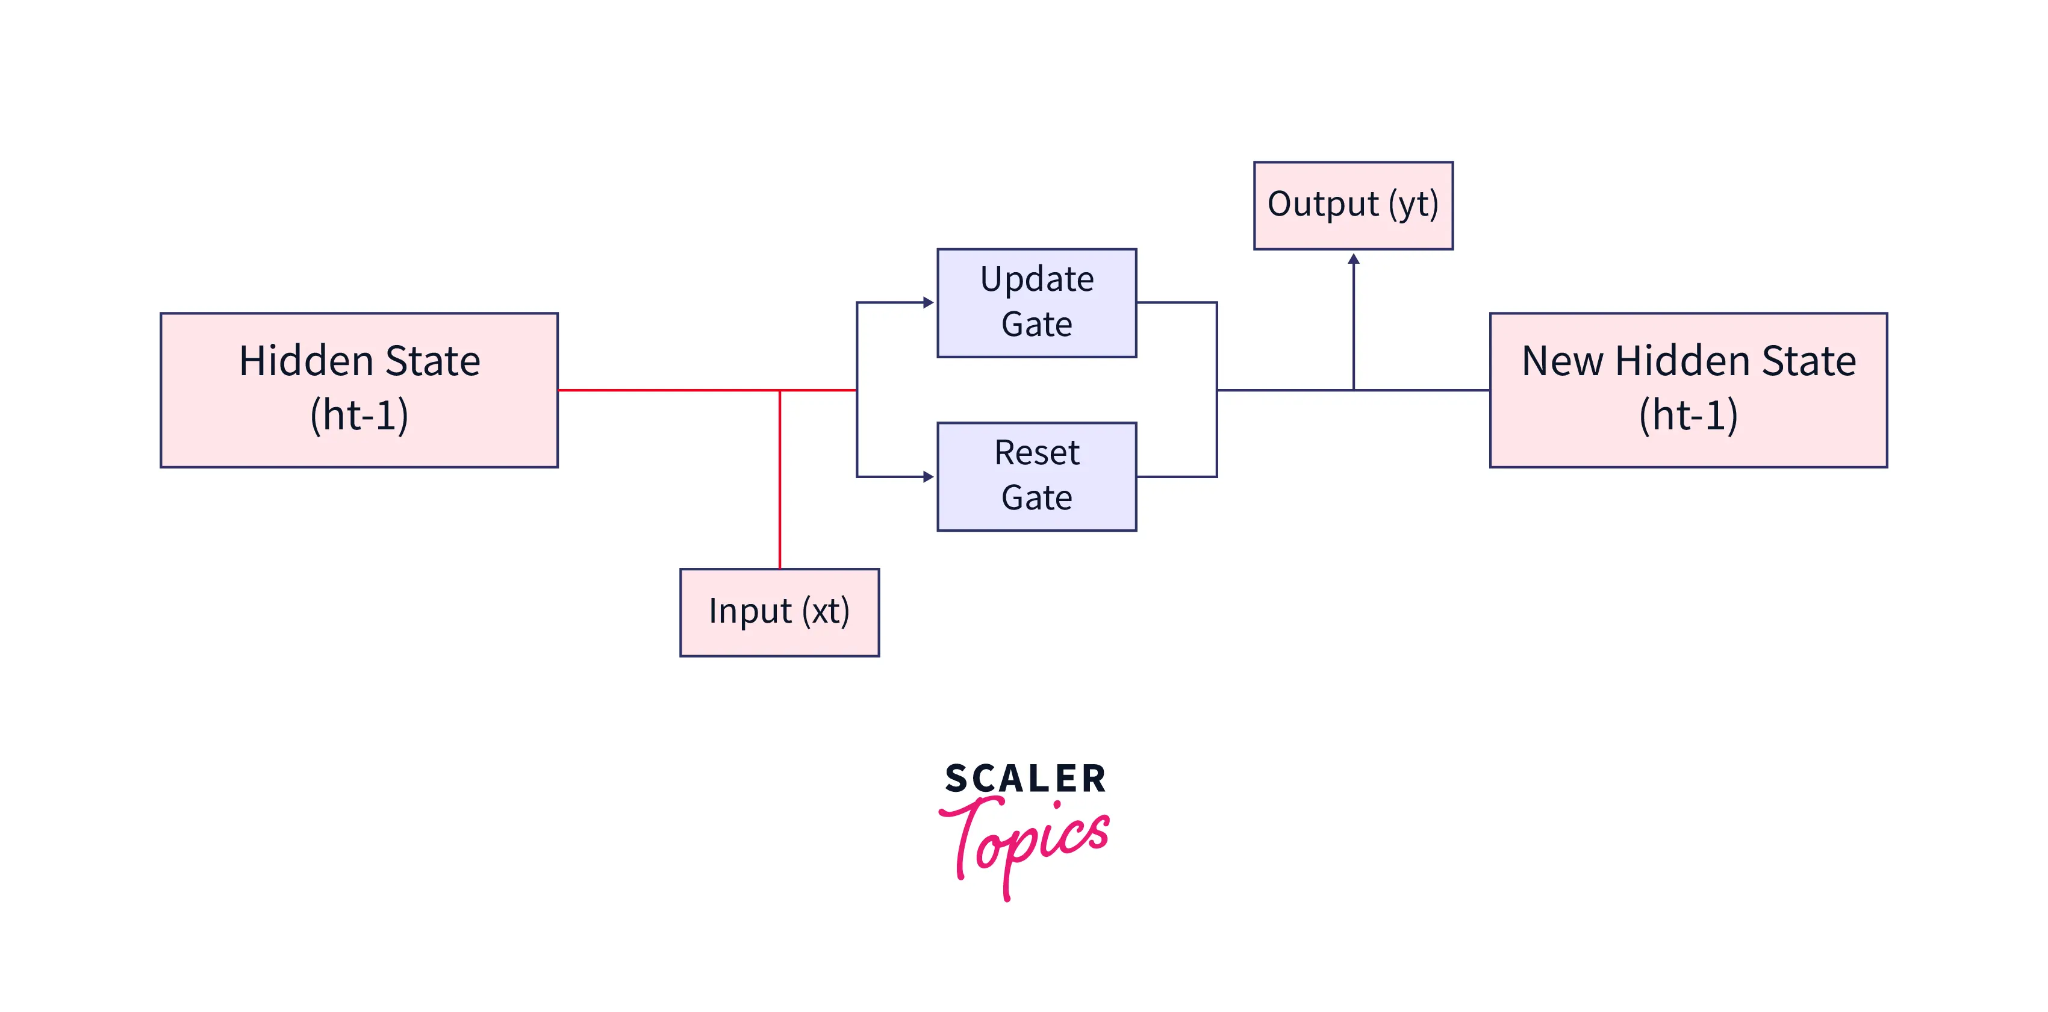 Output (yt)
Update
Gate
Hidden State
(ht-1)
New Hidden State
(ht-1)
Reset
Gate
Input (xt)
SCALER
Topics